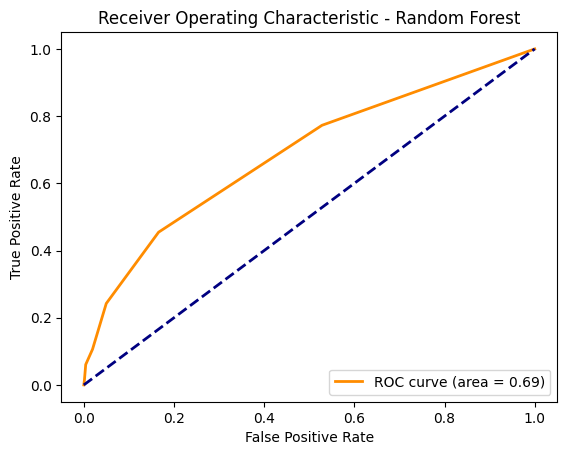 Receiver Operating Characteristic - Random Forest
1.0
0.8
0.6
0.4
0.2
0.0
True Positive Rate
ROC curve (area = 0.69)
0.0 0.2 0.4 0.6 0.8 1.0
False Positive Rate